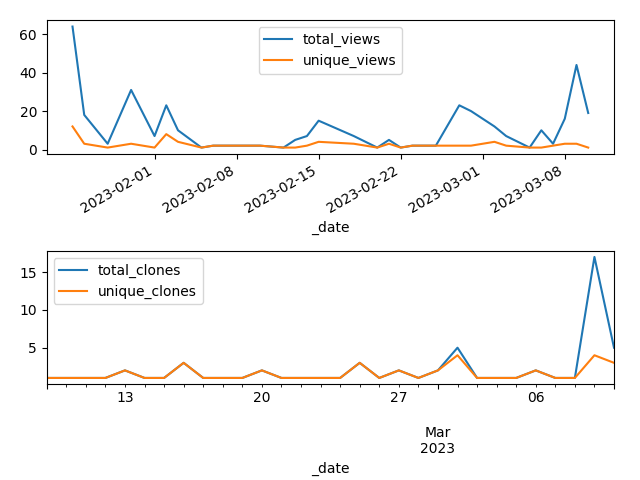 60
40
20
0
total_views
unique_views
2023-02-01
2023-02-08
2023-02-15
2023-02-22
2023-03-01
2023-03-08
_date
15
10
5
total_clones
unique_clones
13
20
27
06
Mar
2023
_date